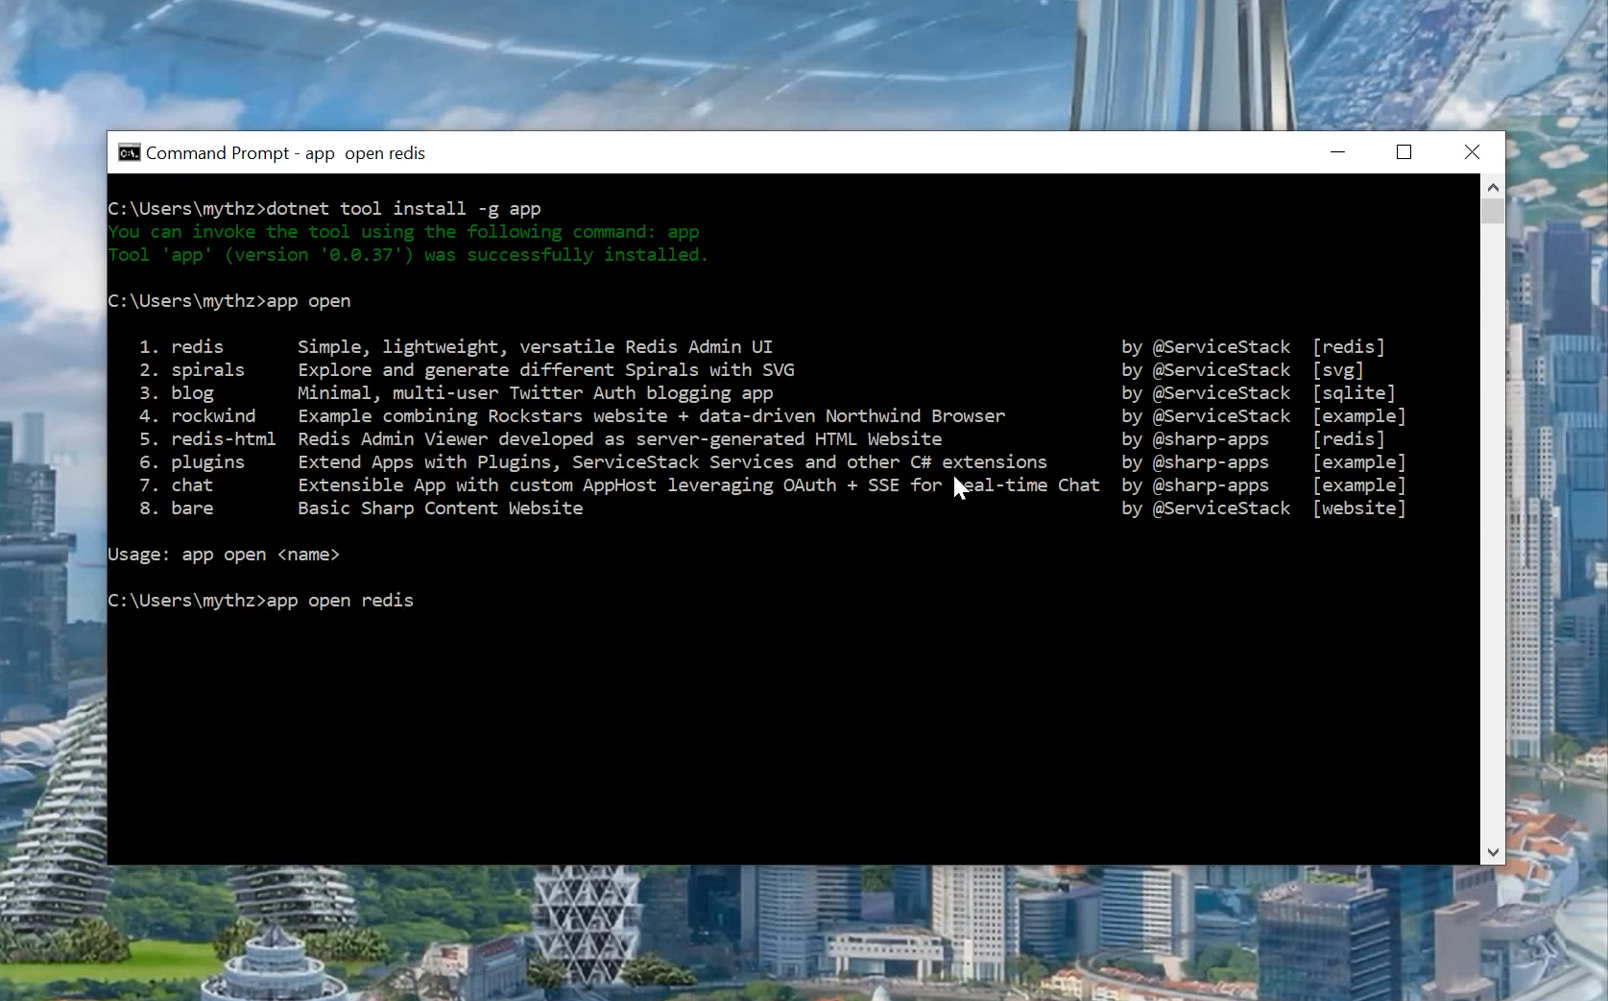 Command Prompt - app  open redis
C:\Users\mythz>dotnet tool install -g app
You can invoke the tool using the following command: app
Tool 'app' (version '0.0.37') was successfully installed.
C:\Users\mythz>app open
1. redis Simple, lightweight, versatile Redis Admin UI by @ServiceStack [redis]
2. spirals Explore and generate different Spirals with SVG by @ServiceStack [svg]
3. blog Minimal, multi-user Twitter Auth blogging app by @ServiceStack [sqlite]
4. rockwind Example combining Rockstars website + data-driven Northwind Browser by @ServiceStack [example]
5. redis-html Redis Admin Viewer developed as server-generated HTML Website by @sharp-apps [redis]
6. plugins Extend Apps with Plugins, ServiceStack Services and other C# extensions by @sharp-apps [example]
7. chat Extensible App with custom AppHost leveraging OAuth + SSE for real-time Chat by @sharp-apps [example]
8. bare Basic Sharp Content Website by @ServiceStack [website]
Usage: app open <name>
C:\Users\mythz>app open redis